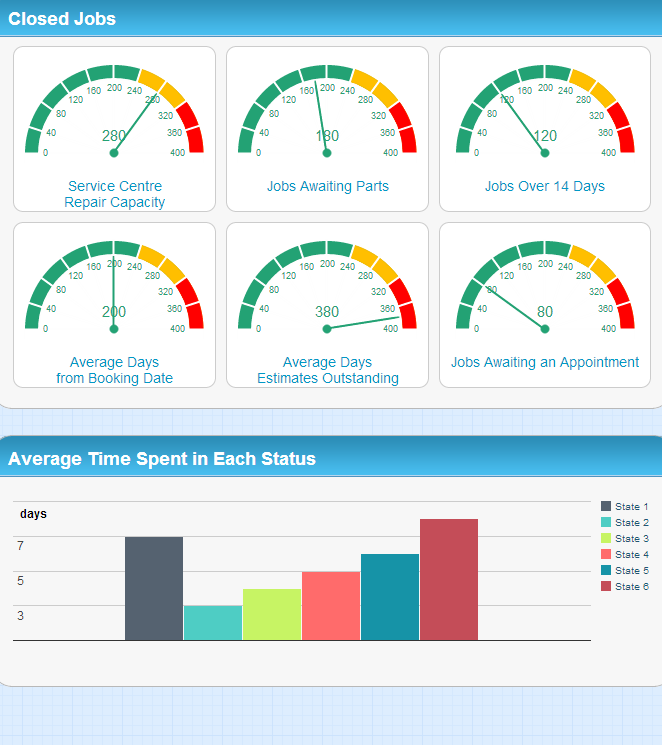 Closed Jobs
0 40 80 120 160 200 240 280 320 360 400
280
Service Centre
Repair Capacity
0 40 80 120 160 200 240 280 320 360 400
180
Jobs Awaiting Parts
0 40 80 120 160 200 240 280 320 360 400
120
Jobs Over 14 Days
0 40 80 120 160 200 240 280 320 360 400
200
Average Days
from Booking Date
0 40 80 120 160 200 240 280 320 360 400
380
Average Days
Estimates Outstanding
0 40 80 120 160 200 240 280 320 360 400
80
Jobs Awaiting an Appointment
Average Time Spent in Each Status
days
7
5
3
State 1
State 2
State 3
State 4
State 5
State 6